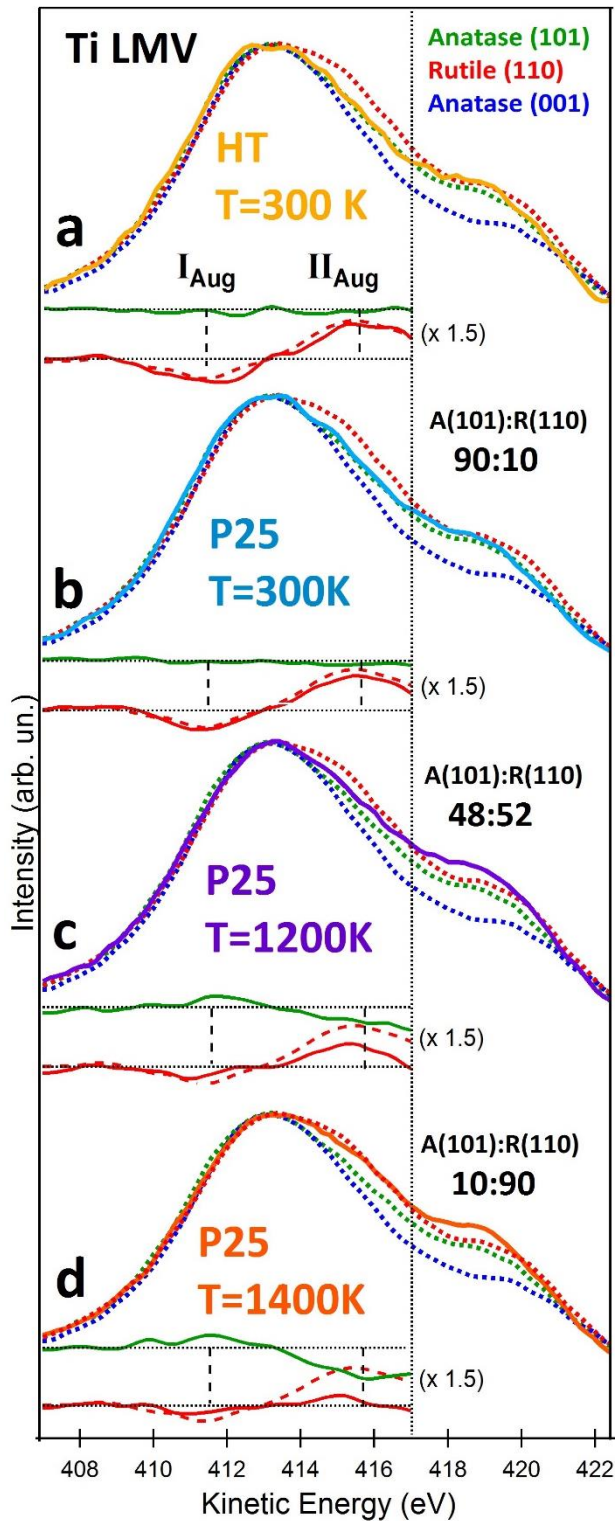 Ti LMV
Anatase (101)
Rutile (110)
Anatase (001)
HT
T=300 K
a
I Aug
II Aug
(x 1.5)
A(101):R(110)
90:10
P25
T=300K
b
(x 1.5)
A(101):R(110)
48:52
P25
T=1200K
c
(x 1.5)
A(101):R(110)
10:90
P25
T=1400K
d
(x 1.5)
Intensity (arb. un.)
408 410 412 414 416 418 420 422
Kinetic Energy (eV)